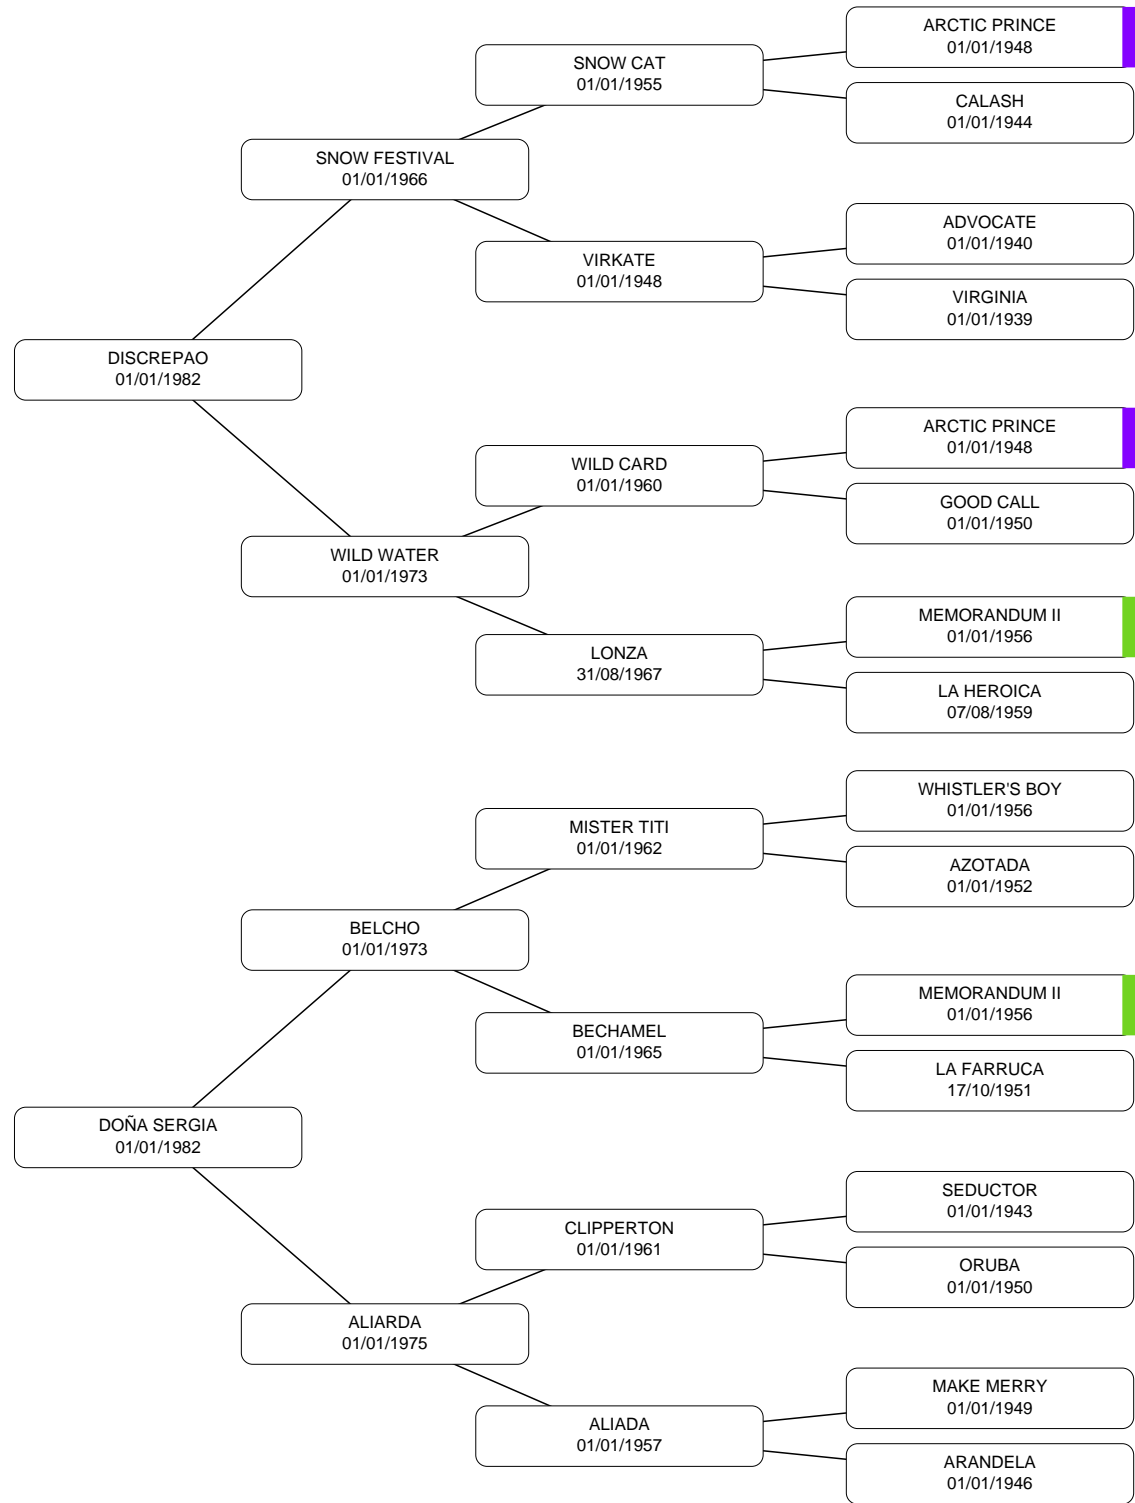 ARCTIC PRINCE
01/01/1948
SNOW CAT
01/01/1955
CALASH
01/01/1944
SNOW FESTIVAL
01/01/1966
ADVOCATE
01/01/1940
VIRKATE
01/01/1948
VIRGINIA
01/01/1939
DISCREPAO
01/01/1982
ARCTIC PRINCE
01/01/1948
WILD CARD
01/01/1960
GOOD CALL
01/01/1950
WILD WATER
01/01/1973
MEMORANDUM II
01/01/1956
LONZA
31/08/1967
LA HEROICA
07/08/1959
WHISTLER'S BOY
01/01/1956
MISTER TITI
01/01/1962
AZOTADA
01/01/1952
BELCHO
01/01/1973
MEMORANDUM II
01/01/1956
BECHAMEL
01/01/1965
LA FARRUCA
17/10/1951
DOÑA SERGIA
01/01/1982
SEDUCTOR
01/01/1943
CLIPPERTON
01/01/1961
ORUBA
01/01/1950
ALIARDA
01/01/1975
MAKE MERRY
01/01/1949
ALIADA
01/01/1957
ARANDELA
01/01/1946